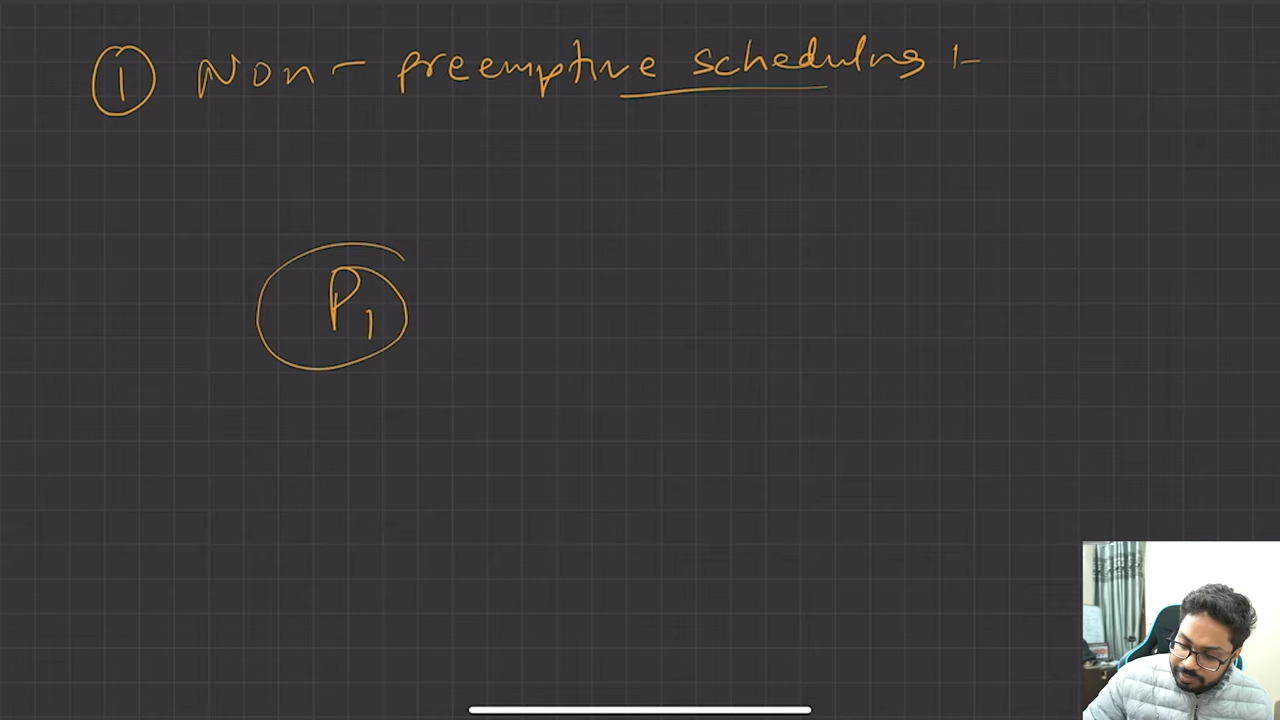 ① Non-preemptive scheduling :-
P1